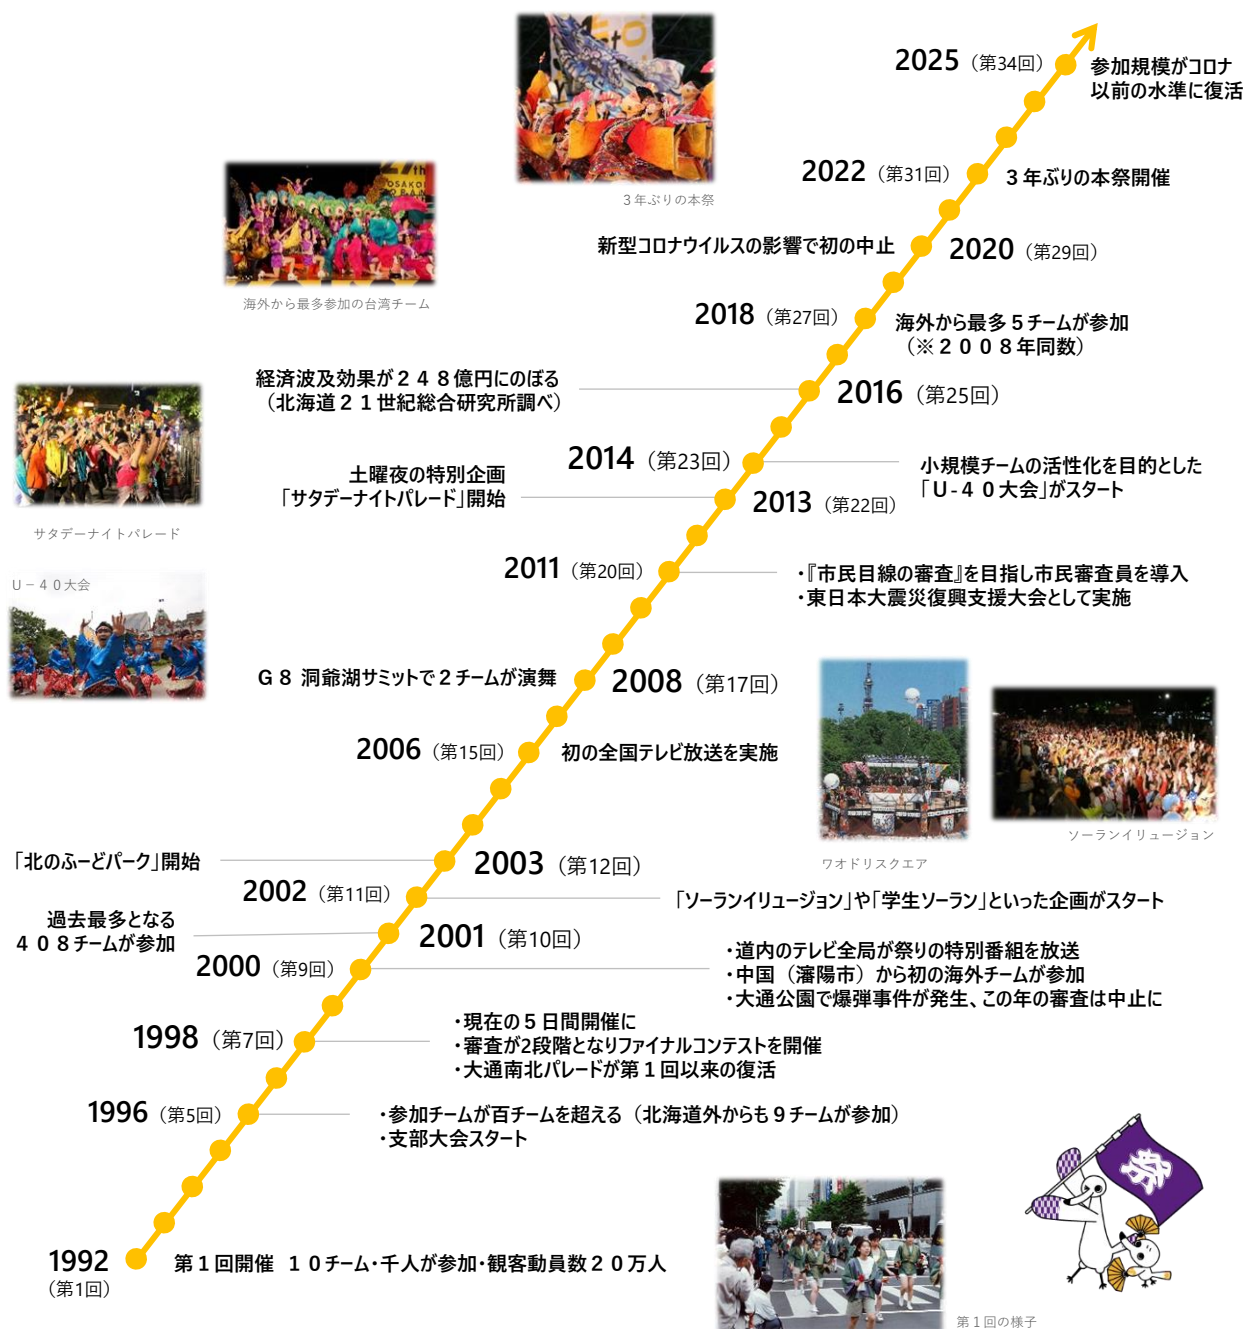 2025（第34回）
参加規模がコロナ
以前の水準に復活
2022（第31回）
３年ぶりの本祭開催
３年ぶりの本祭
新型コロナウイルスの影響で初の中止
2020（第29回）
海外から最多参加の台湾チーム
2018（第27回）
海外から最多５チームが参加
（※２００８年同数）
経済波及効果が２４８億円にのぼる
（北海道２１世紀総合研究所調べ）
2016（第25回）
2014（第23回）
小規模チームの活性化を目的とした
「U-４０大会」がスタート
土曜夜の特別企画
「サタデーナイトパレード」開始
2013（第22回）
サタデーナイトパレード
2011（第20回）
・『市民目線の審査』を目指し市民審査員を導入
・東日本大震災復興支援大会として実施
U－４０大会
G８ 洞爺湖サミットで２チームが演舞
2008（第17回）
2006（第15回）
初の全国テレビ放送を実施
ソーランイリュージョン
ワオドリスクエア
「北のふーどパーク」開始
2003（第12回）
2002（第11回）
「ソーランイリュージョン」や「学生ソーラン」といった企画がスタート
過去最多となる
４０８チームが参加
2001（第10回）
2000（第9回）
・道内のテレビ全局が祭りの特別番組を放送
・中国（瀋陽市）から初の海外チームが参加
・大通公園で爆弾事件が発生、この年の審査は中止に
1998（第7回）
・現在の５日間開催に
・審査が2段階となりファイナルコンテストを開催
・大通南北パレードが第１回以来の復活
1996（第5回）
・参加チームが百チームを超える（北海道外からも９チームが参加）
・支部大会スタート
祭
1992
（第1回）
第１回開催 １０チーム・千人が参加・観客動員数２０万人
第１回の様子